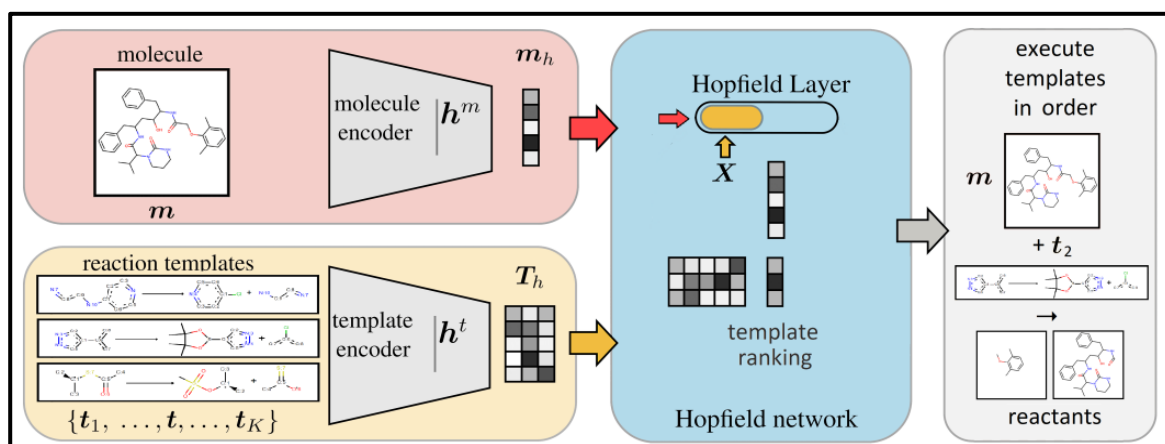 molecule
m
molecule
encoder
h^m
m_h
reaction templates
{t_1, ..., t, ..., t_K}
template
encoder
h^t
T_h
Hopfield Layer
X
template
ranking
Hopfield network
execute
templates
in order
m
+ t_2
→
reactants